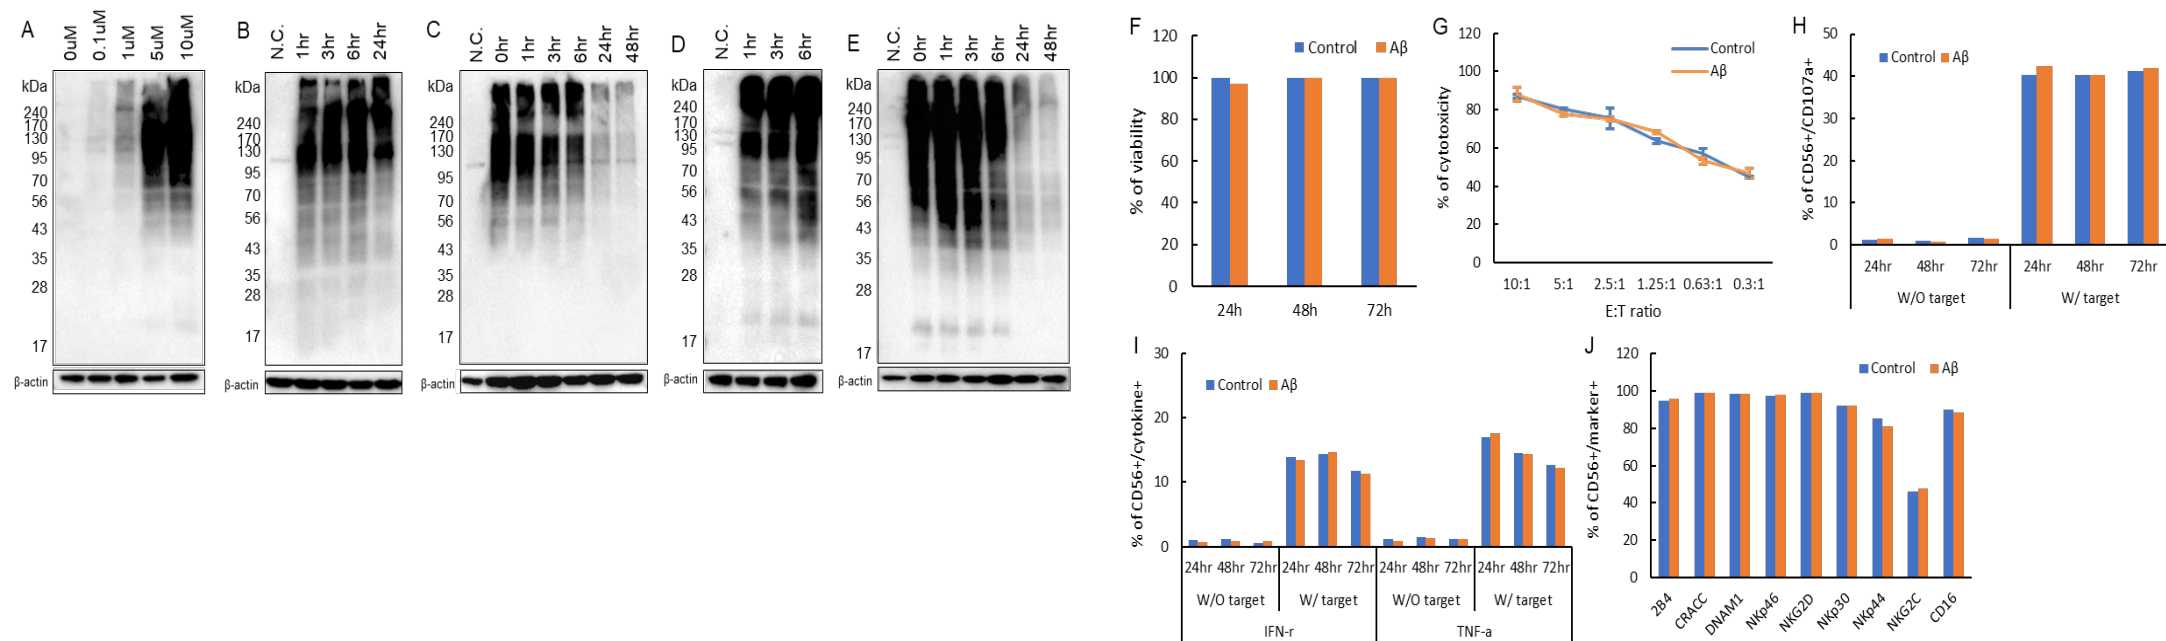 A
0uM
0.1uM
1uM
5uM
10uM
kDa
240
170
130
95
70
56
43
35
28
17
β-actin
B
N.C.
1hr
3hr
6hr
24hr
kDa
240
170
130
95
70
56
43
35
28
17
β-actin
C
N.C.
0hr
1hr
3hr
6hr
24hr
48hr
kDa
240
170
130
95
70
56
43
35
28
17
β-actin
D
N.C.
1hr
3hr
6hr
kDa
240
170
130
95
70
56
43
35
28
17
β-actin
E
N.C.
0hr
1hr
3hr
6hr
24hr
48hr
kDa
240
170
130
95
70
56
43
35
28
17
β-actin
F
Control Aβ
% of viability
120
100
80
60
40
20
0
24h 48h 72h
G
Control
Aβ
% of cytotoxicity
120
100
80
60
40
20
0
10:1 5:1 2.5:1 1.25:1 0.63:1 0.3:1
E:T ratio
H
Control Aβ
% of CD56+/CD107a+
50
40
30
20
10
0
24hr 48hr 72hr 24hr 48hr 72hr
W/O target W/ target
I
Control Aβ
% of CD56+/cytokine+
30
20
10
0
24hr 48hr 72hr 24hr 48hr 72hr 24hr 48hr 72hr 24hr 48hr 72hr
W/O target W/ target W/O target W/ target
IFN-r TNF-a
J
Control Aβ
% of CD56+/marker+
120
100
80
60
40
20
0
2B4 CRACC DNAM1 NKp46 NKG2D NKp30 NKp44 NKG2C CD16